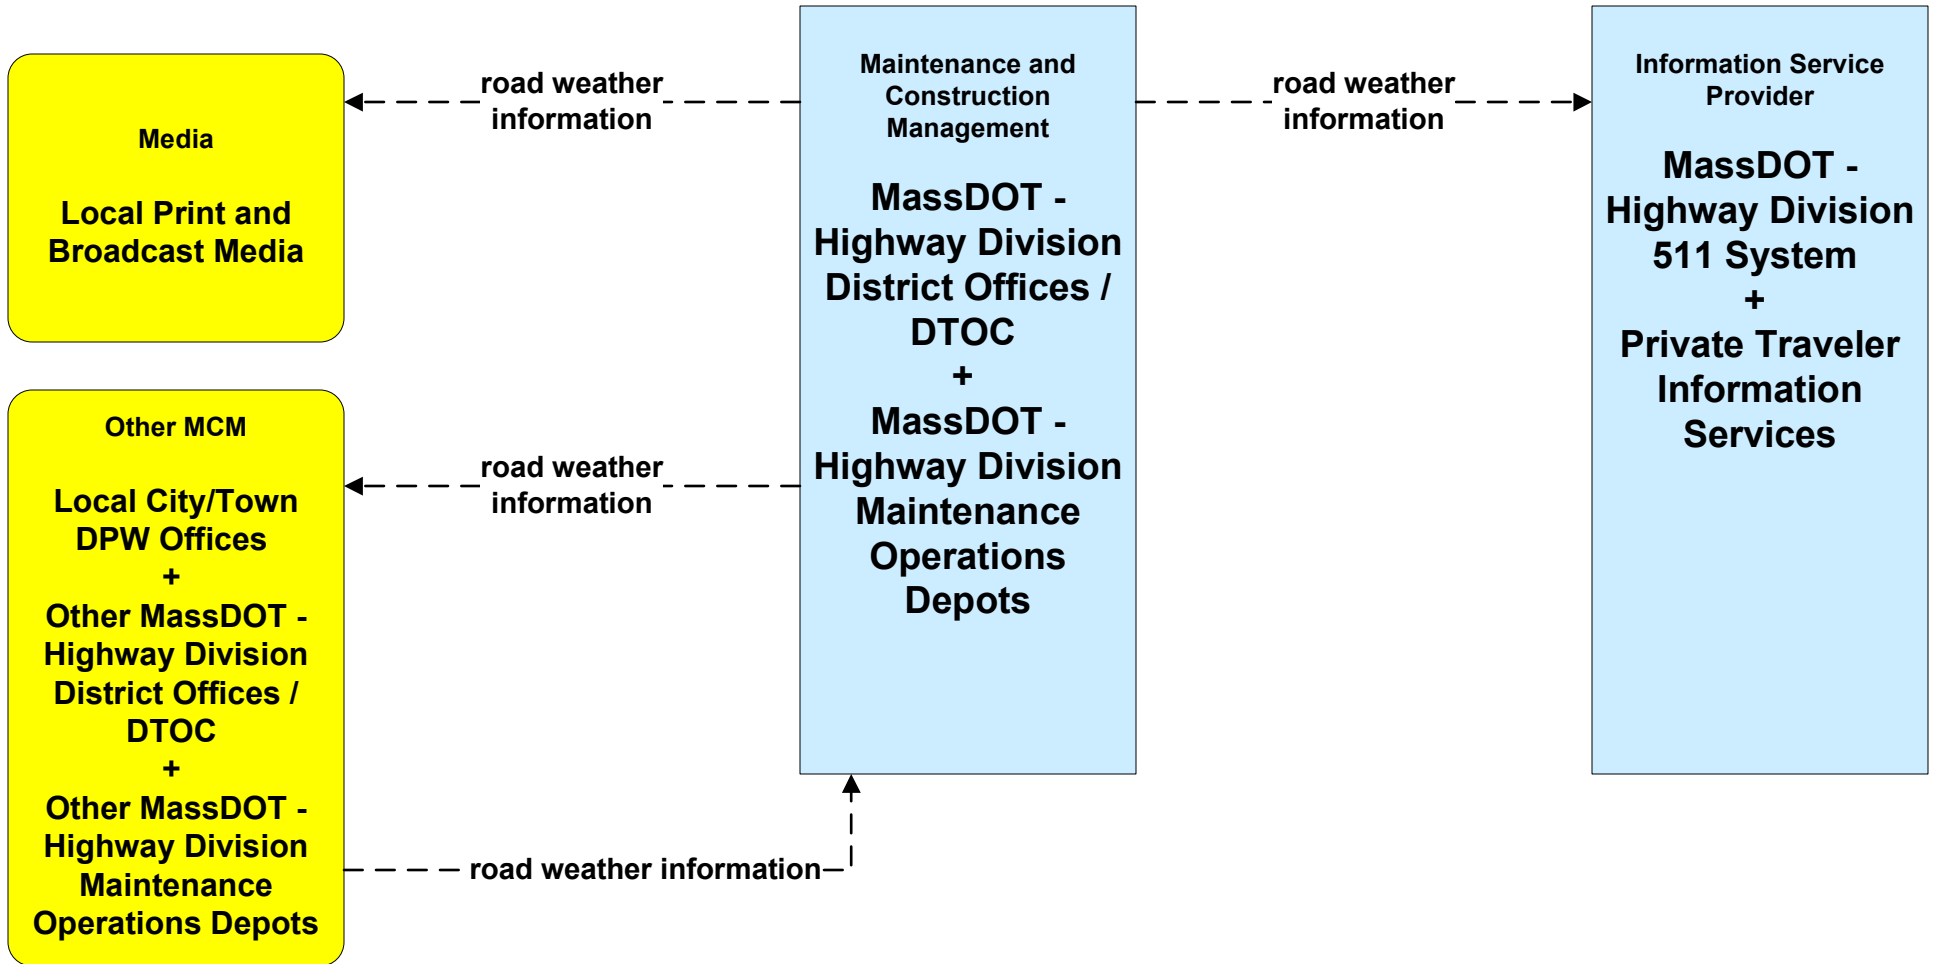 Media
Local Print and
Broadcast Media
road weather
information
Maintenance and
Construction
Management
MassDOT -
Highway Division
District Offices /
DTOC
+
MassDOT -
Highway Division
Maintenance
Operations
Depots
road weather
information
Information Service
Provider
MassDOT -
Highway Division
511 System
+
Private Traveler
Information
Services
Other MCM
Local City/Town
DPW Offices
+
Other MassDOT -
Highway Division
District Offices /
DTOC
+
Other MassDOT -
Highway Division
Maintenance
Operations Depots
road weather
information
road weather information